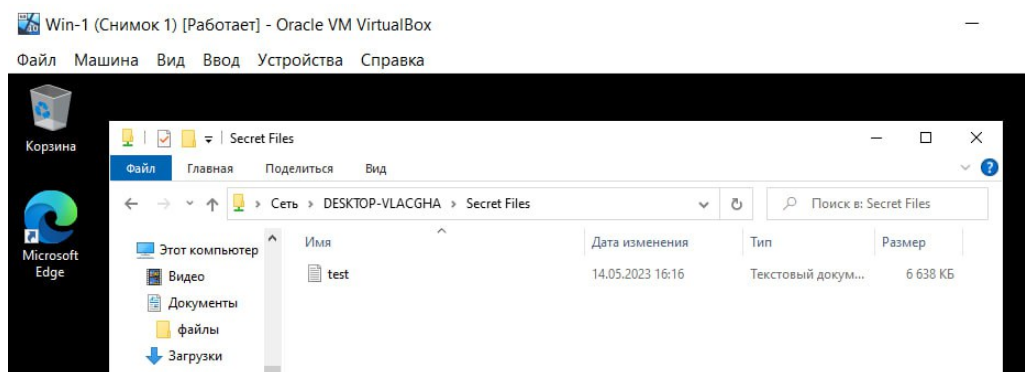 Win-1 (Снимок 1) [Работает] - Oracle VM VirtualBox
Файл Машина Вид Ввод Устройства Справка
Корзина
Secret Files
Файл Главная Поделиться Вид
Сеть > DESKTOP-VLACGHA > Secret Files
Поиск в: Secret Files
Microsoft Edge
Этот компьютер
Видео
Документы
файлы
Загрузки
Имя Дата изменения Тип Размер
test 14.05.2023 16:16 Текстовый докум... 6 638 КБ